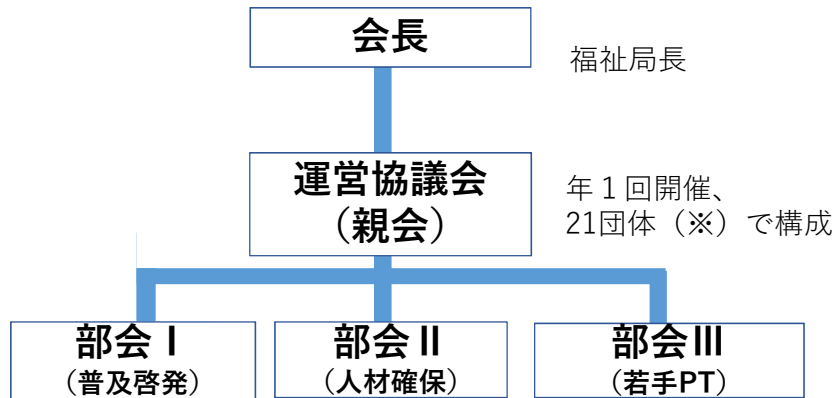 会長
福祉局長
運営協議会
(親会)
年1回開催、
21団体(※)で構成
部会Ⅰ
(普及啓発)
部会Ⅱ
(人材確保)
部会Ⅲ
(若手PT)